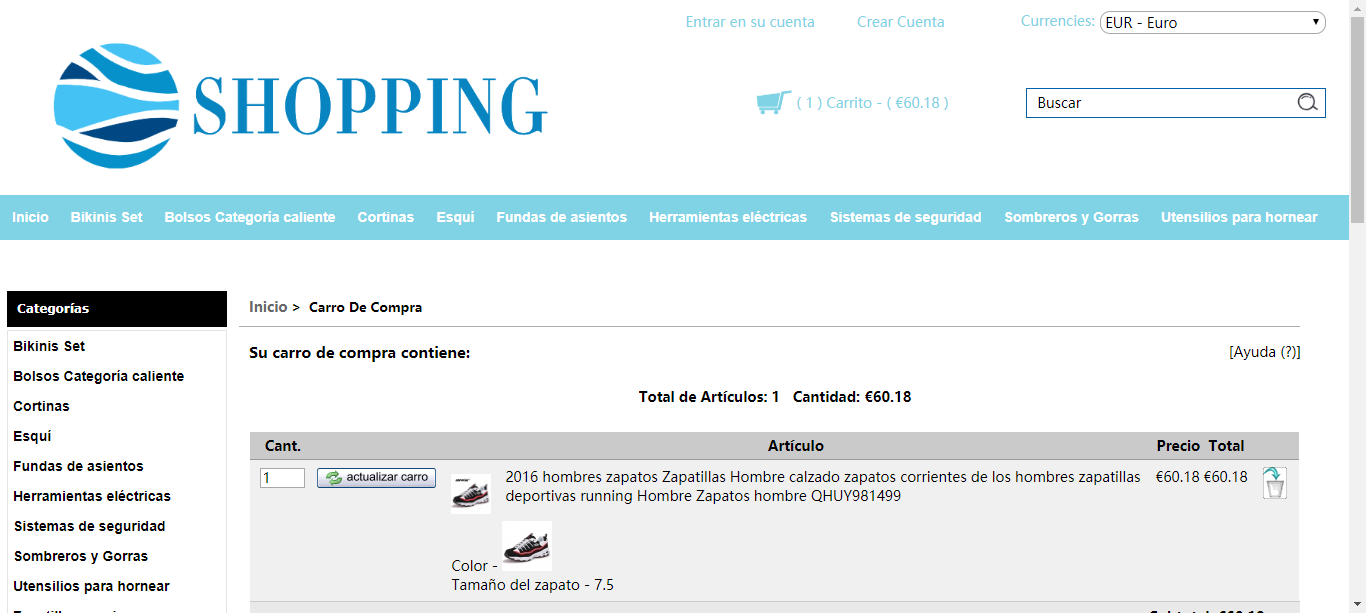 Entrar en su cuenta
Crear Cuenta
Currencies: EUR - Euro
SHOPPING
( 1 ) Carrito - ( €60.18 )
Buscar
Inicio Bikinis Set Bolsos Categoría caliente Cortinas Esquí Fundas de asientos Herramientas eléctricas Sistemas de seguridad Sombreros y Gorras Utensilios para hornear
Categorías
Bikinis Set
Bolsos Categoría caliente
Cortinas
Esquí
Fundas de asientos
Herramientas eléctricas
Sistemas de seguridad
Sombreros y Gorras
Utensilios para hornear
Inicio > Carro De Compra
Su carro de compra contiene:
[Ayuda (?)]
Total de Artículos: 1 Cantidad: €60.18
Cant. Artículo Precio Total
1 actualizar carro
2016 hombres zapatos Zapatillas Hombre calzado zapatos corrientes de los hombres zapatillas
deportivas running Hombre Zapatos hombre QHUY981499
€60.18 €60.18
Color -
Tamaño del zapato - 7.5